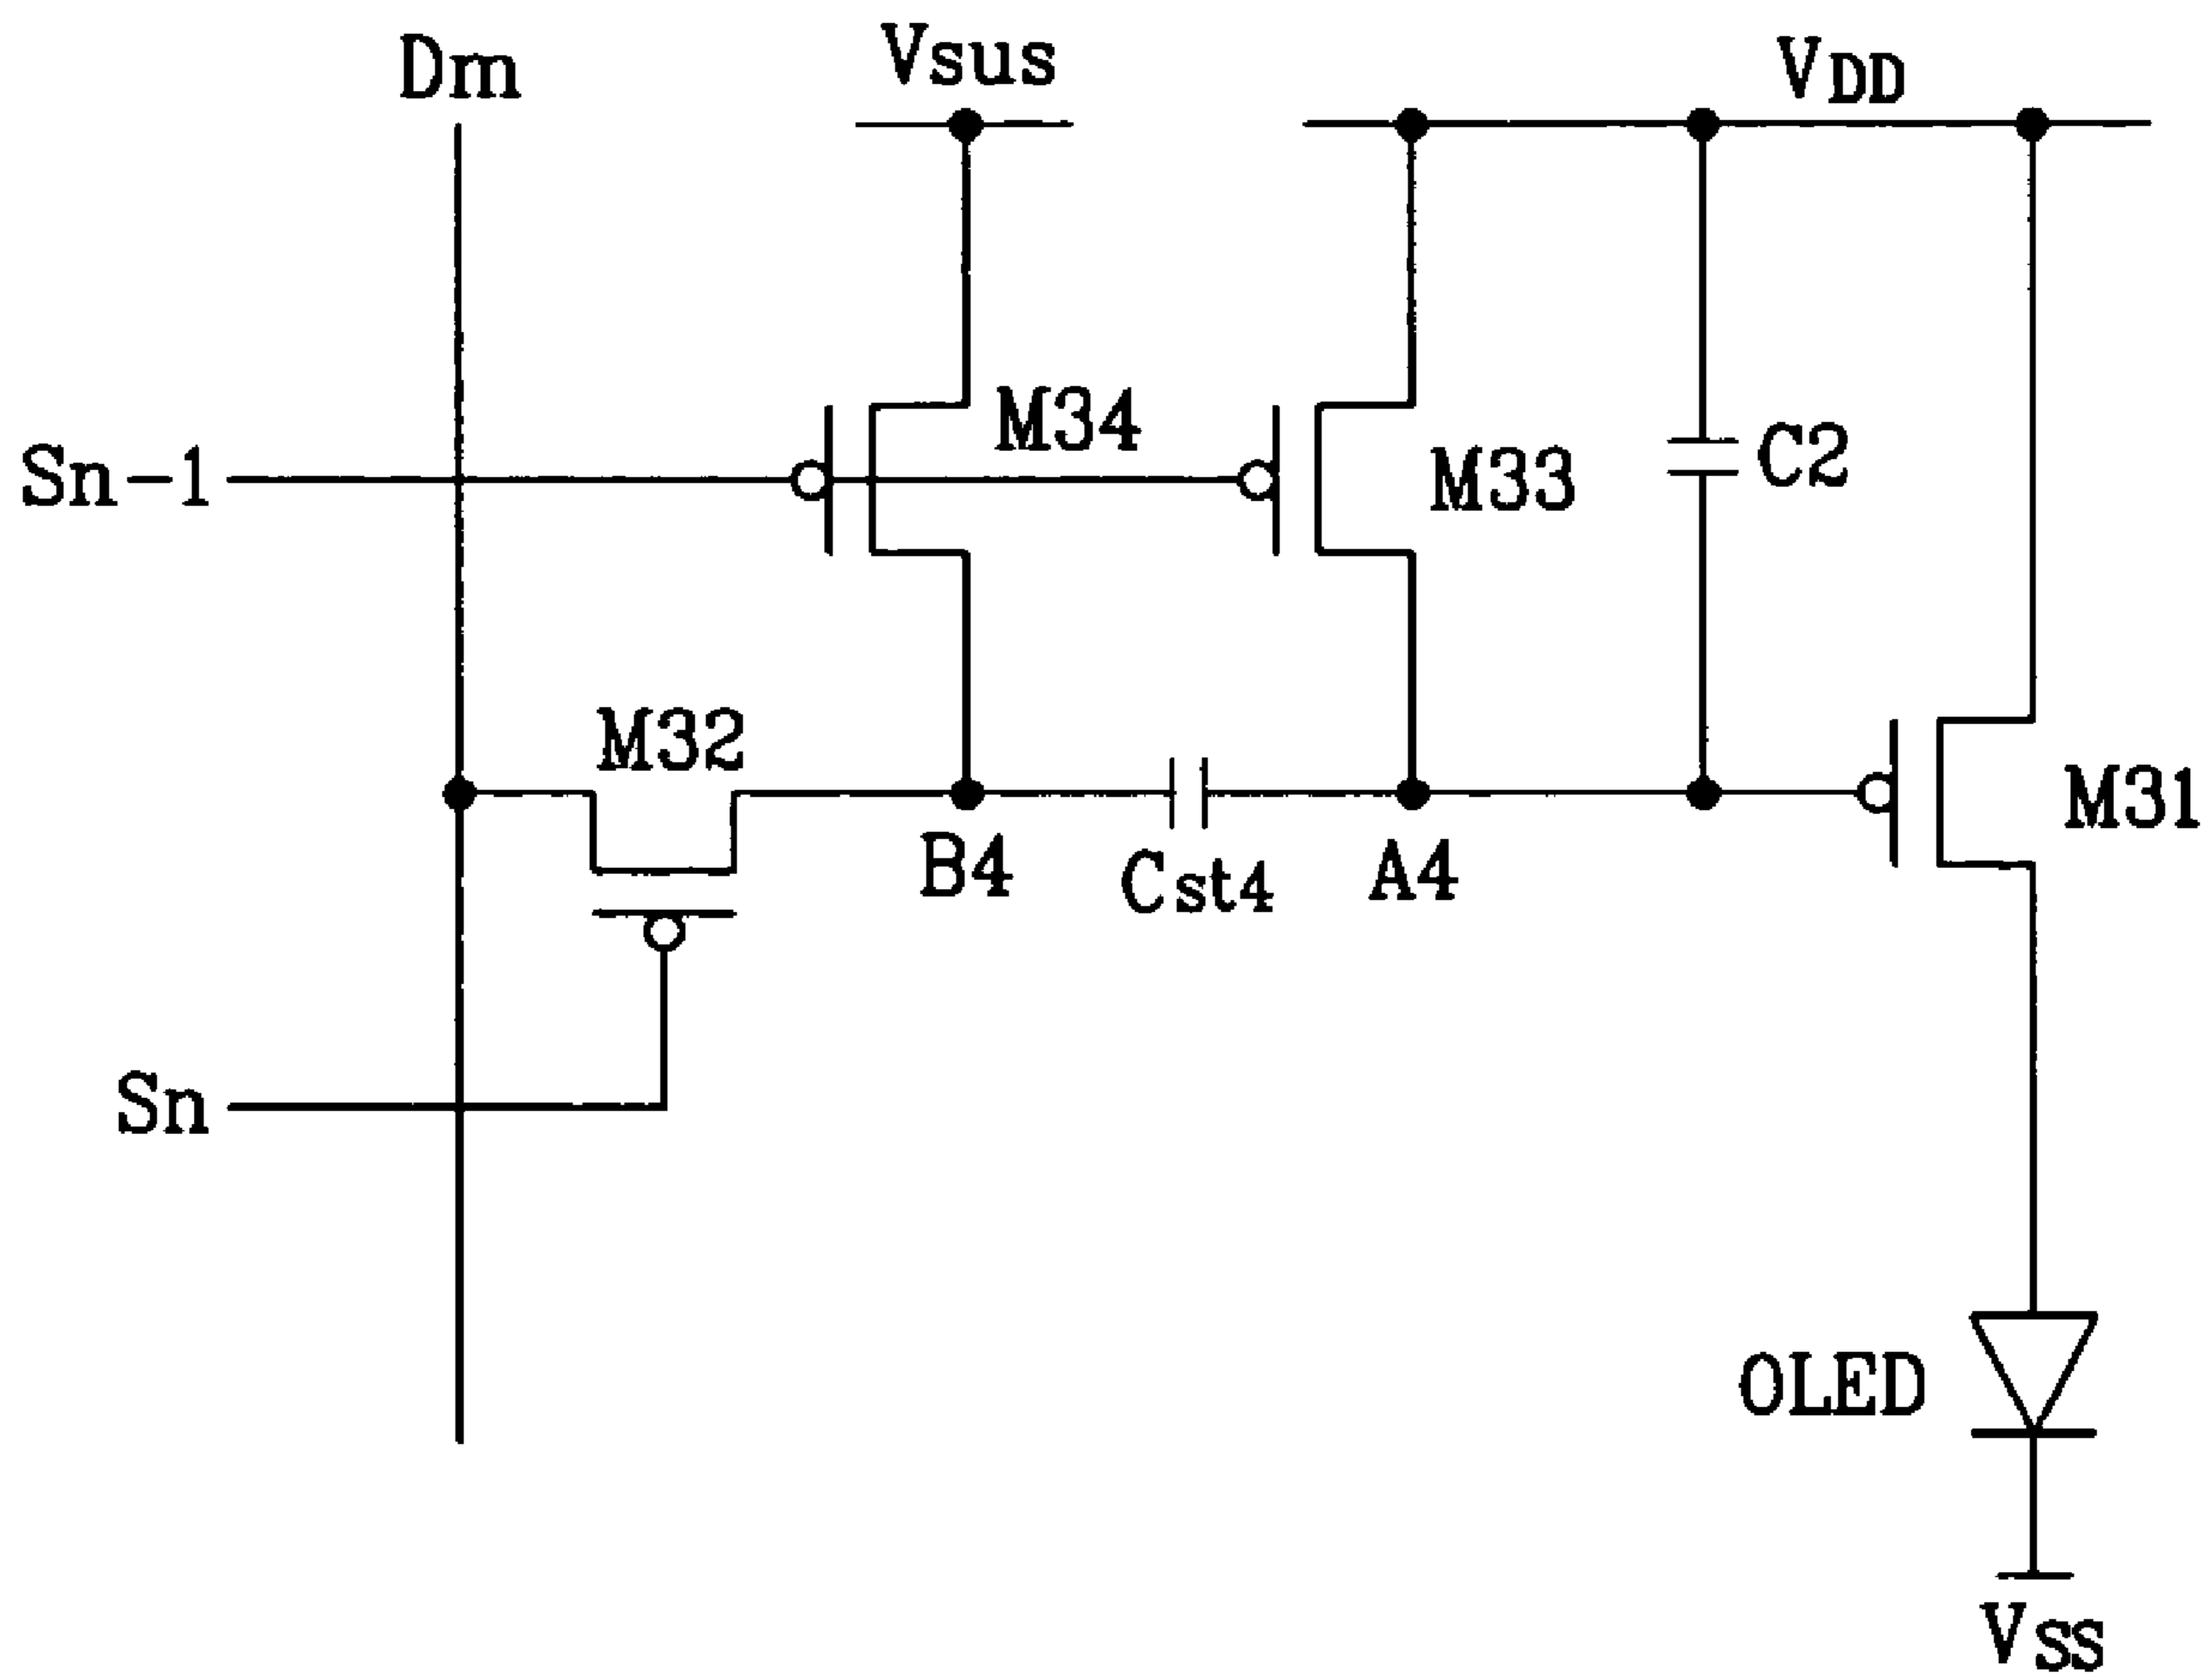 Dm
Vsus
VDD
Sn-1
M34
M33
C2
M32
M31
B4
Cst4
A4
Sn
OLED
VSS